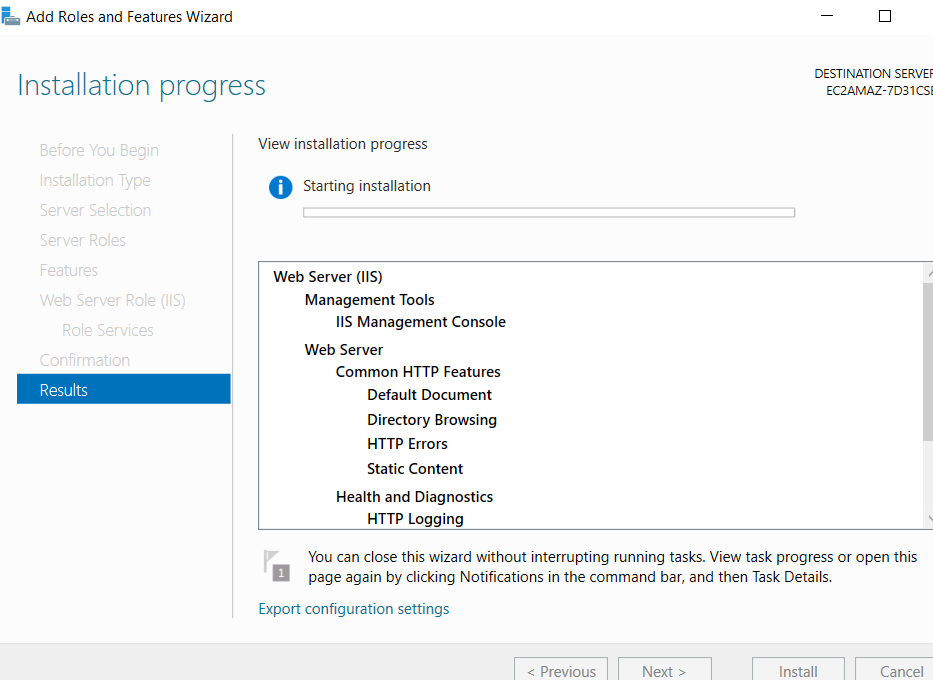 Add Roles and Features Wizard
Installation progress
DESTINATION SERVER
EC2AMAZ-7D31CSE
Before You Begin
Installation Type
Server Selection
Server Roles
Features
Web Server Role (IIS)
Role Services
Confirmation
Results
View installation progress
Starting installation
Web Server (IIS)
Management Tools
IIS Management Console
Web Server
Common HTTP Features
Default Document
Directory Browsing
HTTP Errors
Static Content
Health and Diagnostics
HTTP Logging
1
You can close this wizard without interrupting running tasks. View task progress or open this
page again by clicking Notifications in the command bar, and then Task Details.
Export configuration settings
< Previous
Next >
Install
Cancel